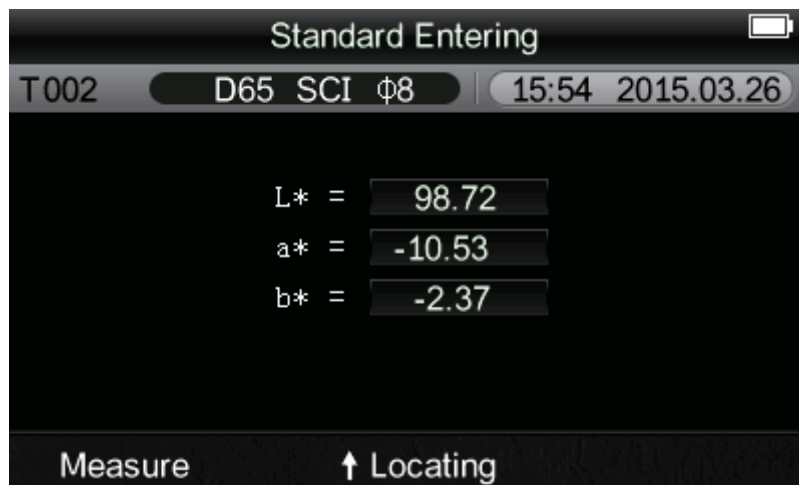 Standard Entering
T002 D65 SCI Φ8 15:54 2015.03.26
L* = 98.72
a* = -10.53
b* = -2.37
Measure ↑ Locating